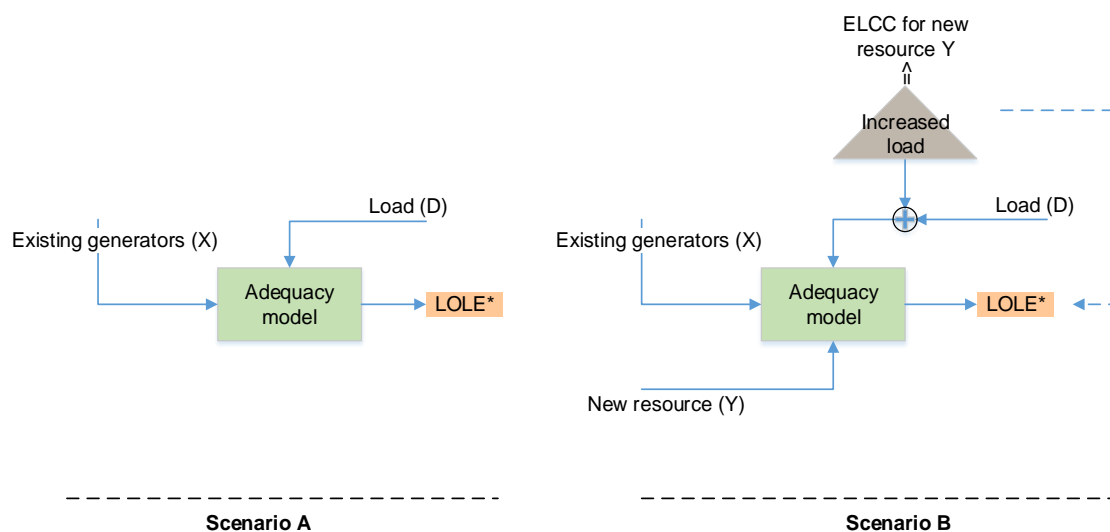 Load (D)
Existing generators (X)
Adequacy
model
LOLE*
Scenario A
ELCC for new
resource Y
=>
Increased
load
Load (D)
Existing generators (X)
Adequacy
model
LOLE*
New resource (Y)
Scenario B